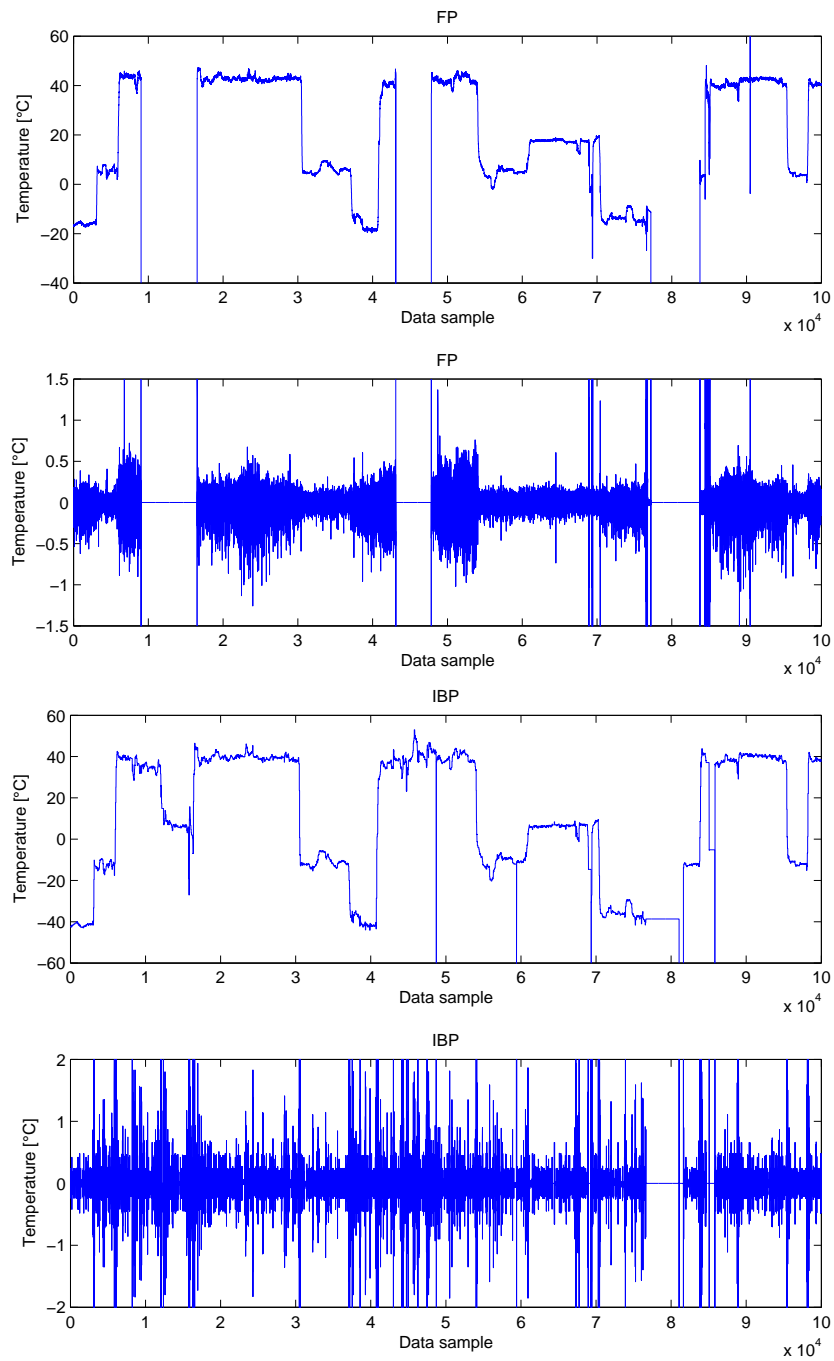 FP
60
40
20
0
−20
−40
Temperature [°C]
0 1 2 3 4 5 6 7 8 9 10
Data sample
x 10^4
FP
1.5
1
0.5
0
−0.5
−1
−1.5
Temperature [°C]
0 1 2 3 4 5 6 7 8 9 10
Data sample
x 10^4
IBP
60
40
20
0
−20
−40
−60
Temperature [°C]
0 1 2 3 4 5 6 7 8 9 10
Data sample
x 10^4
IBP
2
1
0
−1
−2
Temperature [°C]
0 1 2 3 4 5 6 7 8 9 10
Data sample
x 10^4